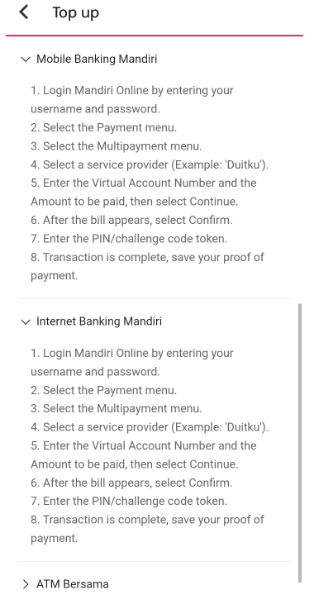 Top up
Mobile Banking Mandiri
1. Login Mandiri Online by entering your
username and password.
2. Select the Payment menu.
3. Select the Multipayment menu.
4. Select a service provider (Example: 'Duitku').
5. Enter the Virtual Account Number and the
Amount to be paid, then select Continue.
6. After the bill appears, select Confirm.
7. Enter the PIN/challenge code token.
8. Transaction is complete, save your proof of
payment.
Internet Banking Mandiri
1. Login Mandiri Online by entering your
username and password.
2. Select the Payment menu.
3. Select the Multipayment menu.
4. Select a service provider (Example: 'Duitku').
5. Enter the Virtual Account Number and the
Amount to be paid, then select Continue.
6. After the bill appears, select Confirm.
7. Enter the PIN/challenge code token.
8. Transaction is complete, save your proof of
payment.
ATM Bersama